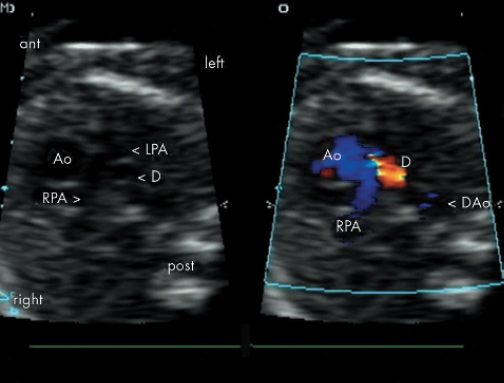 ant
left
Ao
< LPA
< D
RPA >
post
right
Ao
D
< DAo
RPA